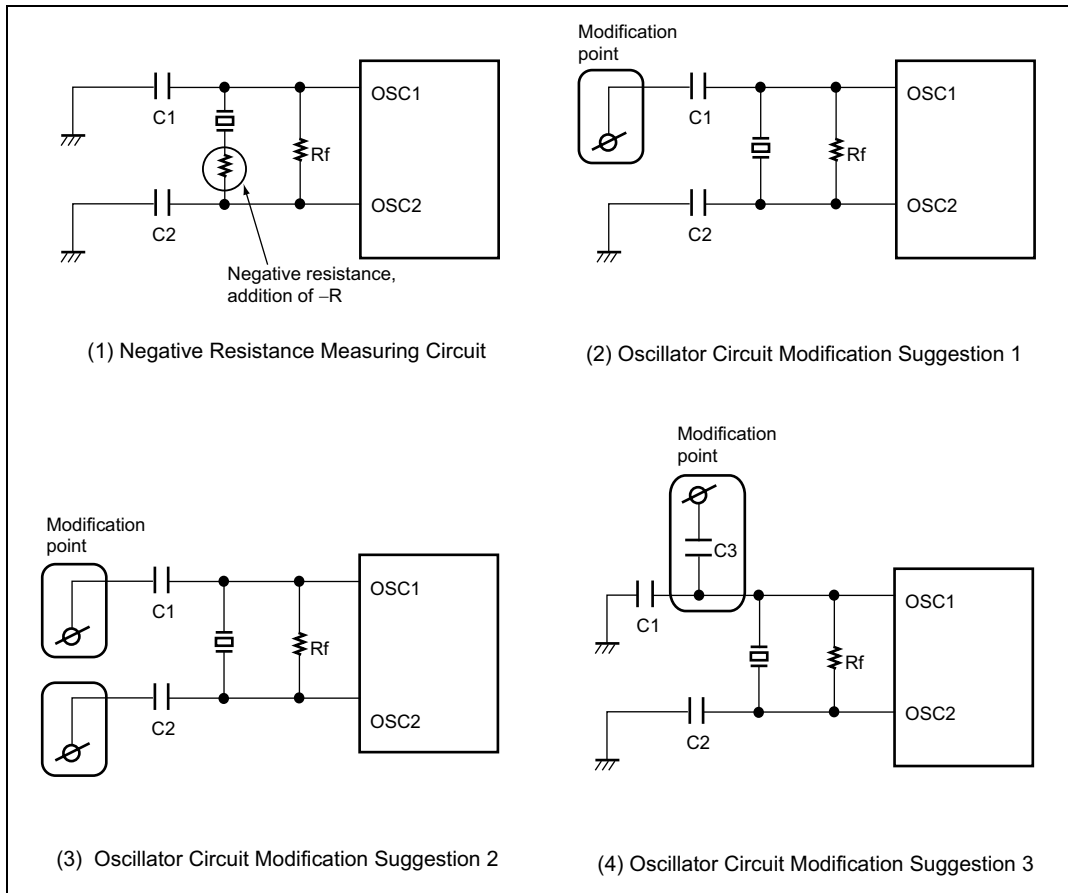 OSC1
C1
Rf
OSC2
C2
Negative resistance,
addition of –R
(1) Negative Resistance Measuring Circuit
Modification
point
OSC1
C1
Rf
OSC2
C2
(2) Oscillator Circuit Modification Suggestion 1
Modification
point
OSC1
C1
Rf
OSC2
C2
(3) Oscillator Circuit Modification Suggestion 2
Modification
point
C3
OSC1
C1
Rf
OSC2
C2
(4) Oscillator Circuit Modification Suggestion 3